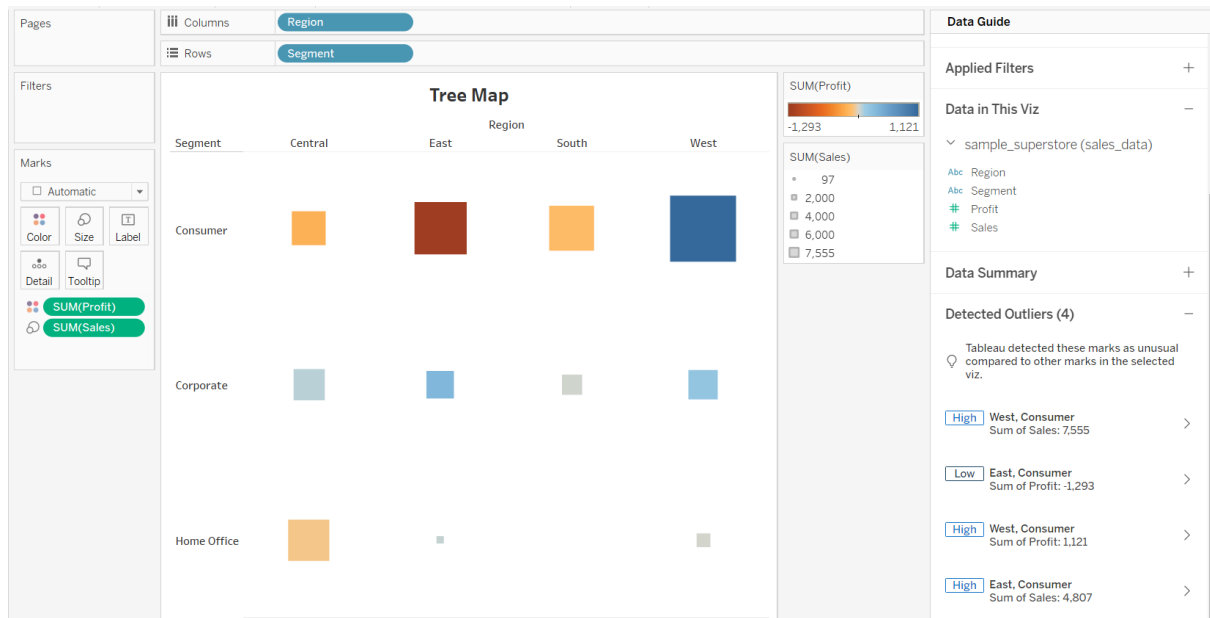 Pages
Columns
Region
Rows
Segment
Filters
Marks
Automatic
Color
Size
Label
Detail
Tooltip
SUM(Profit)
SUM(Sales)
Tree Map
Region
Segment
Central
East
South
West
Consumer
Corporate
Home Office
SUM(Profit)
-1,293
1,121
SUM(Sales)
97
2,000
4,000
6,000
7,555
Data Guide
Applied Filters
Data in This Viz
sample_superstore (sales_data)
Abc Region
Abc Segment
# Profit
# Sales
Data Summary
Detected Outliers (4)
Tableau detected these marks as unusual
compared to other marks in the selected
viz.
High West, Consumer
Sum of Sales: 7,555
Low East, Consumer
Sum of Profit: -1,293
High West, Consumer
Sum of Profit: 1,121
High East, Consumer
Sum of Sales: 4,807